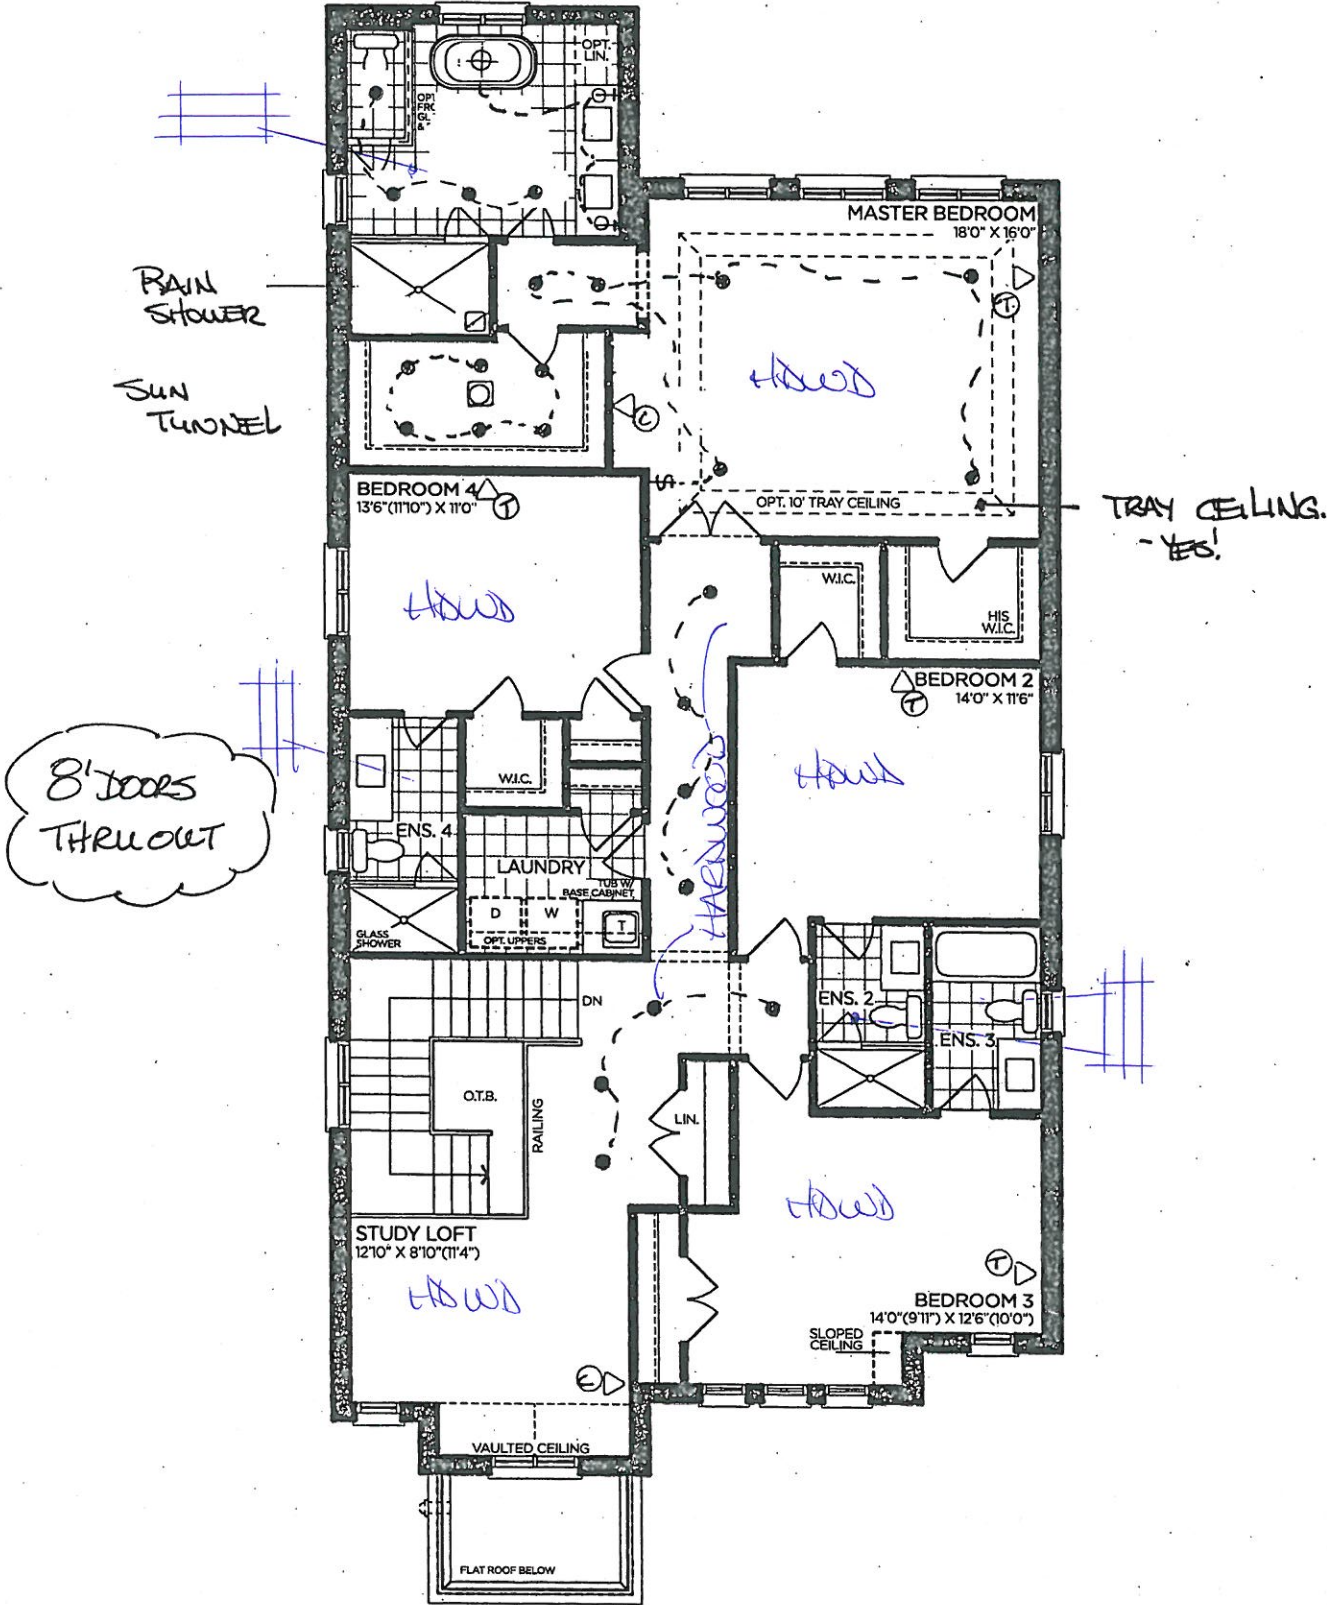 OPT.
LIN.
OPT
FRO
GL
&
MASTER BEDROOM
18'0" X 16'0"
RAIN
SHOWER
HDWD
T
SUN
TUNNEL
C
BEDROOM 4
13'6"(11'10") X 11'0"
T
OPT. 10' TRAY CEILING
TRAY CEILING.
- YES!
W.I.C.
HIS
W.I.C.
HDWD
BEDROOM 2
14'0" X 11'6"
T
8' DOORS
THRUOUT
W.I.C.
HDWD
HARDWOOD
ENS. 4
LAUNDRY
TUB W/
BASE CABINET
D
W
T
OPT. UPPERS
GLASS
SHOWER
DN
ENS. 2
ENS. 3
O.T.B.
RAILING
LIN.
HDWD
STUDY LOFT
12'10" X 8'10"(11'4")
HDWD
T
BEDROOM 3
14'0"(9'11") X 12'6"(10'0")
SLOPED
CEILING
VAULTED CEILING
FLAT ROOF BELOW